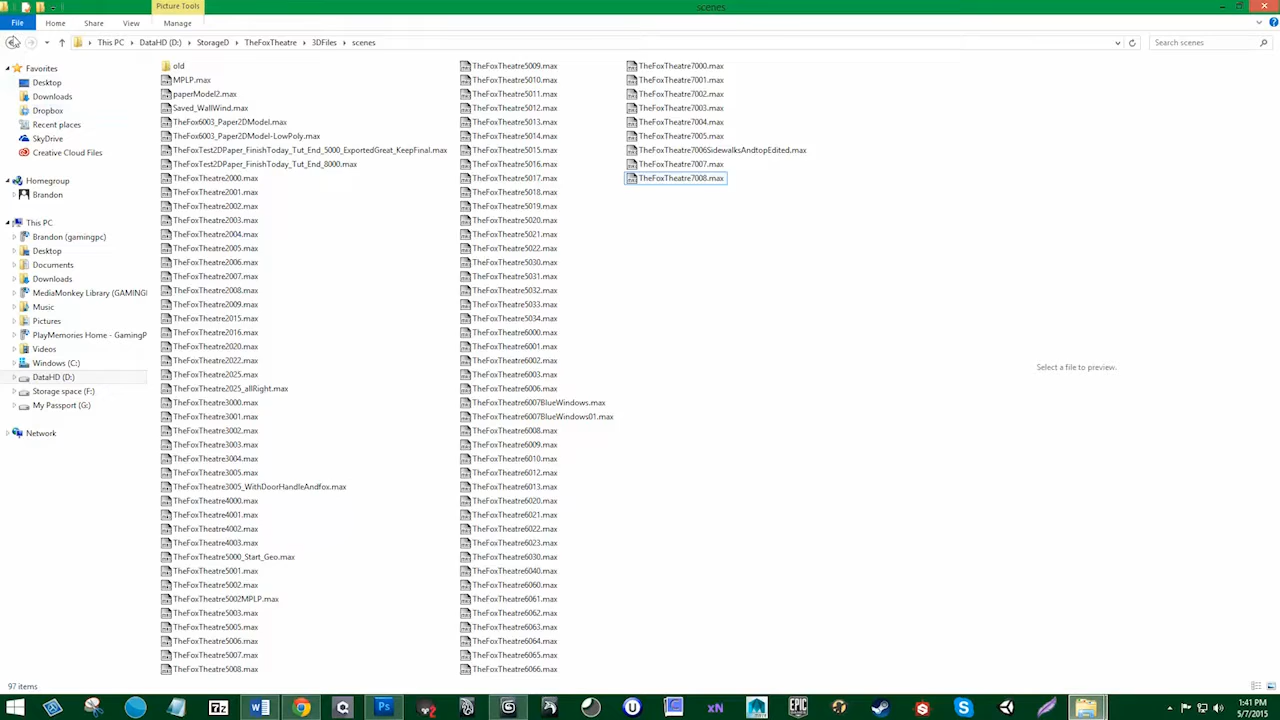 Picture Tools
scenes
File Home Share View Manage
This PC DataHD (D:) StorageD TheFoxTheatre 3DFiles scenes
Search scenes
Favorites
Desktop
Downloads
Dropbox
Recent places
SkyDrive
Creative Cloud Files
Homegroup
Brandon
This PC
Brandon (gamingpc)
Desktop
Documents
Downloads
MediaMonkey Library (GAMINGI
Music
Pictures
PlayMemories Home - GamingP
Videos
Windows (C:)
DataHD (D:)
Storage space (F:)
My Passport (G:)
Network
old
MPLP.max
paperModel2.max
Saved_WallWind.max
TheFox6003_Paper2DModel.max
TheFox6003_Paper2DModel-LowPoly.max
TheFoxTest2DPaper_FinishToday_Tut_End_5000_ExportedGreat_KeepFinal.max
TheFoxTest2DPaper_FinishToday_Tut_End_8000.max
TheFoxTheatre2000.max
TheFoxTheatre2001.max
TheFoxTheatre2002.max
TheFoxTheatre2003.max
TheFoxTheatre2004.max
TheFoxTheatre2005.max
TheFoxTheatre2006.max
TheFoxTheatre2007.max
TheFoxTheatre2008.max
TheFoxTheatre2009.max
TheFoxTheatre2015.max
TheFoxTheatre2016.max
TheFoxTheatre2020.max
TheFoxTheatre2022.max
TheFoxTheatre2025.max
TheFoxTheatre2025_allRight.max
TheFoxTheatre3000.max
TheFoxTheatre3001.max
TheFoxTheatre3002.max
TheFoxTheatre3003.max
TheFoxTheatre3004.max
TheFoxTheatre3005.max
TheFoxTheatre3005_WithDoorHandleAndfox.max
TheFoxTheatre4000.max
TheFoxTheatre4001.max
TheFoxTheatre4002.max
TheFoxTheatre4003.max
TheFoxTheatre5000_Start_Geo.max
TheFoxTheatre5001.max
TheFoxTheatre5002.max
TheFoxTheatre5002MPLP.max
TheFoxTheatre5003.max
TheFoxTheatre5005.max
TheFoxTheatre5006.max
TheFoxTheatre5007.max
TheFoxTheatre5008.max
TheFoxTheatre5009.max
TheFoxTheatre5010.max
TheFoxTheatre5011.max
TheFoxTheatre5012.max
TheFoxTheatre5013.max
TheFoxTheatre5014.max
TheFoxTheatre5015.max
TheFoxTheatre5016.max
TheFoxTheatre5017.max
TheFoxTheatre5018.max
TheFoxTheatre5019.max
TheFoxTheatre5020.max
TheFoxTheatre5021.max
TheFoxTheatre5022.max
TheFoxTheatre5030.max
TheFoxTheatre5031.max
TheFoxTheatre5032.max
TheFoxTheatre5033.max
TheFoxTheatre5034.max
TheFoxTheatre6000.max
TheFoxTheatre6001.max
TheFoxTheatre6002.max
TheFoxTheatre6003.max
TheFoxTheatre6006.max
TheFoxTheatre6007BlueWindows.max
TheFoxTheatre6007BlueWindows01.max
TheFoxTheatre6008.max
TheFoxTheatre6009.max
TheFoxTheatre6010.max
TheFoxTheatre6012.max
TheFoxTheatre6013.max
TheFoxTheatre6020.max
TheFoxTheatre6021.max
TheFoxTheatre6022.max
TheFoxTheatre6023.max
TheFoxTheatre6030.max
TheFoxTheatre6040.max
TheFoxTheatre6060.max
TheFoxTheatre6061.max
TheFoxTheatre6062.max
TheFoxTheatre6063.max
TheFoxTheatre6064.max
TheFoxTheatre6065.max
TheFoxTheatre6066.max
TheFoxTheatre7000.max
TheFoxTheatre7001.max
TheFoxTheatre7002.max
TheFoxTheatre7003.max
TheFoxTheatre7004.max
TheFoxTheatre7005.max
TheFoxTheatre7006SidewalksAndtopEdited.max
TheFoxTheatre7007.max
TheFoxTheatre7008.max
Select a file to preview.
97 items
1:41 PM
5/7/2015